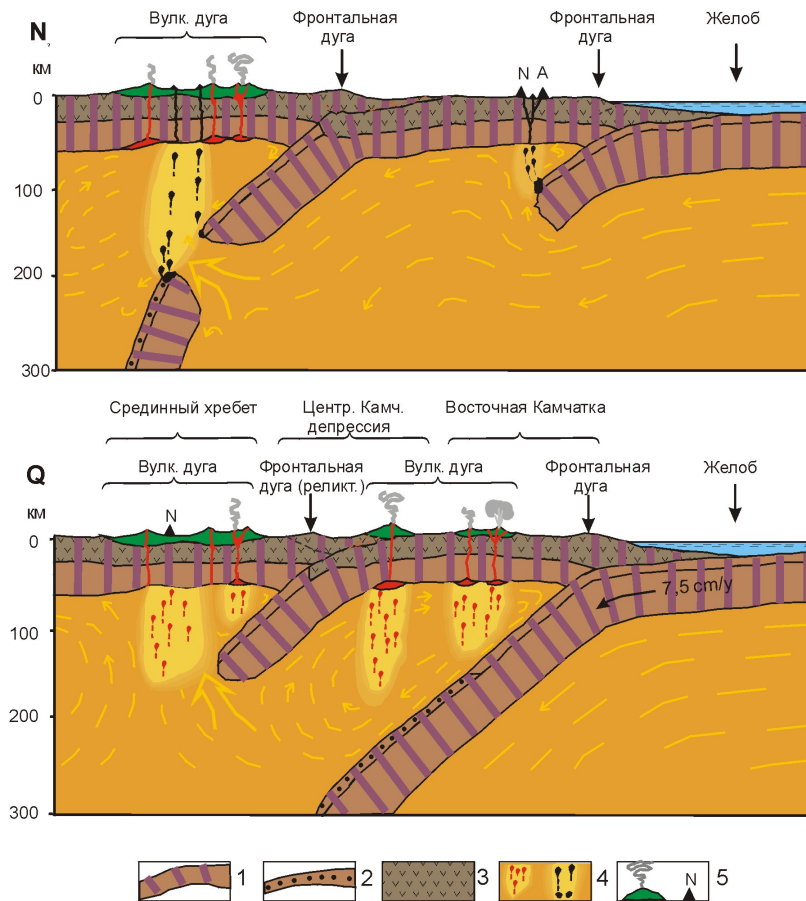 Вулк. дуга
Фронтальная
дуга
Фронтальная
дуга
Желоб
N
км
N A
0
100
200
300
Срединный хребет
Центр. Камч.
депрессия
Восточная Камчатка
Вулк. дуга
Фронтальная
дуга (реликт.)
Вулк. дуга
Фронтальная
дуга
Желоб
Q
км
N
0
7,5 cm/y
100
200
300
1
2
3
4
N
5